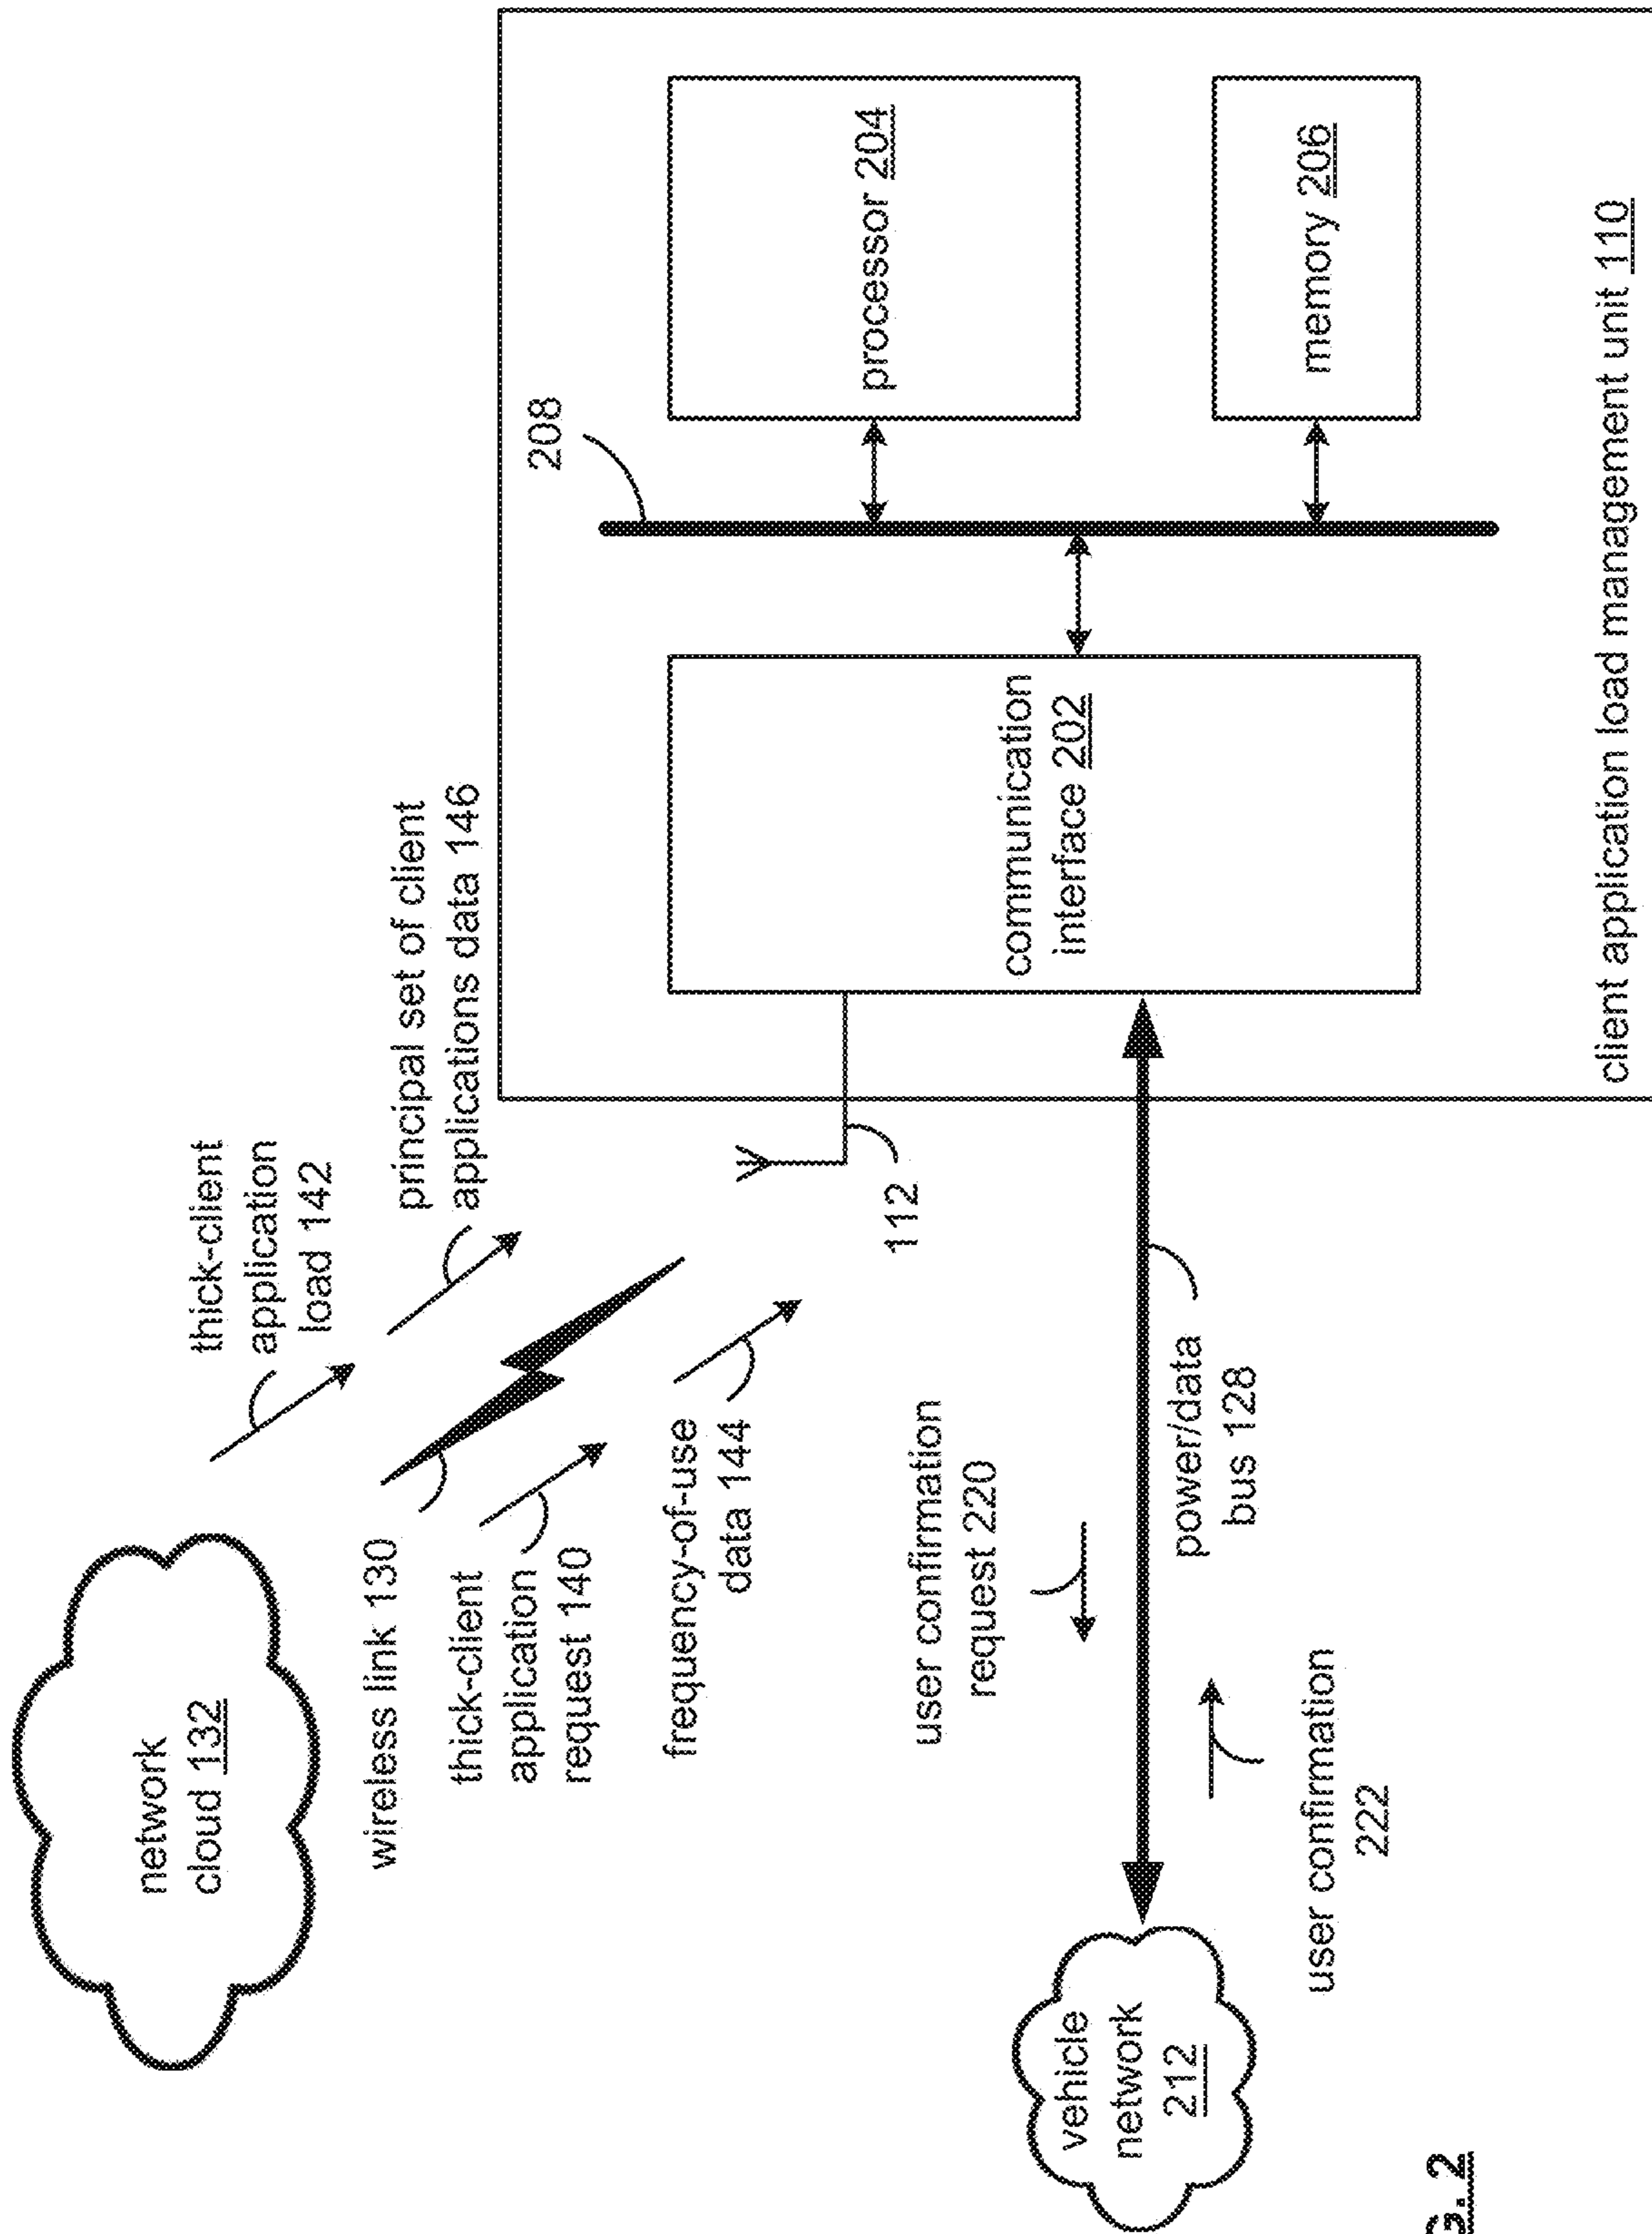 network
cloud 132
wireless link 130
thick-client
application
load 142
principal set of client
applications data 146
thick-client
application
request 140
frequency-of-use
data 144
112
user confirmation
request 220
power/data
bus 128
user confirmation
222
vehicle
network
212
208
communication
interface 202
processor 204
memory 206
client application load management unit 110
G. 2